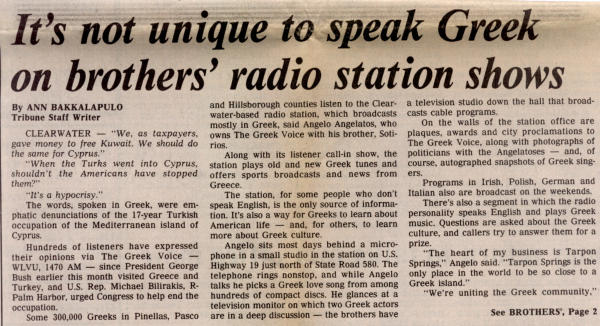 It's not unique to speak Greek
on brothers' radio station shows
By ANN BAKKALAPULO
Tribune Staff Writer
CLEARWATER — "We, as taxpayers,
gave money to free Kuwait. We should do
the same for Cyprus."
"When the Turks went into Cyprus,
shouldn't the Americans have stopped
them?"
"It's a hypocrisy."
The words, spoken in Greek, were em-
phatic denunciations of the 17-year Turkish
occupation of the Mediterranean island of
Cyprus.
Hundreds of listeners have expressed
their opinions via The Greek Voice —
WLVU, 1470 AM — since President George
Bush earlier this month visited Greece and
Turkey, and U.S. Rep. Michael Bilirakis, R-
Palm Harbor, urged Congress to help end the
occupation.
Some 300,000 Greeks in Pinellas, Pasco
and Hillsborough counties listen to the Clear-
water-based radio station, which broadcasts
mostly in Greek, said Angelo Angelatos, who
owns The Greek Voice with his brother, Soti-
rios.
Along with its listener call-in show, the
station plays old and new Greek tunes and
offers sports broadcasts and news from
Greece.
The station, for some people who don't
speak English, is the only source of informa-
tion. It's also a way for Greeks to learn about
American life — and, for others, to learn
more about Greek culture.
Angelo sits most days behind a micro-
phone in a small studio in the station on U.S.
Highway 19 just north of State Road 580. The
telephone rings nonstop, and while Angelo
talks he picks a Greek love song from among
hundreds of compact discs. He glances at a
television monitor on which two Greek actors
are in a deep discussion — the brothers have
a television studio down the hall that broad-
casts cable programs.
On the walls of the station office are
plaques, awards and city proclamations to
The Greek Voice, along with photographs of
politicians with the Angelatoses — and, of
course, autographed snapshots of Greek sing-
ers.
Programs in Irish, Polish, German and
Italian also are broadcast on the weekends.
There's also a segment in which the radio
personality speaks English and plays Greek
music. Questions are asked about the Greek
culture, and callers try to answer them for a
prize.
"The heart of my business is Tarpon
Springs," Angelo said. "Tarpon Springs is the
only place in the world to be so close to a
Greek island."
"We're uniting the Greek community,"
See BROTHERS', Page 2